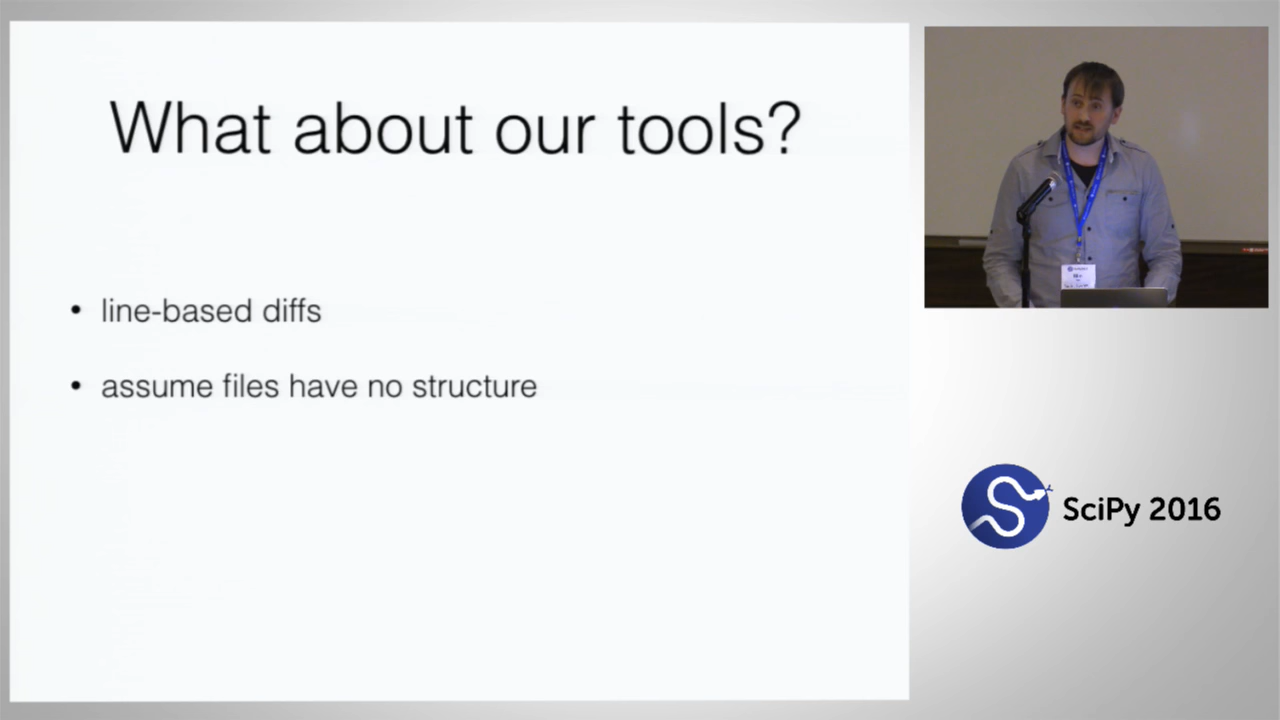 What about our tools?
• line-based diffs
• assume files have no structure
SciPy 2016